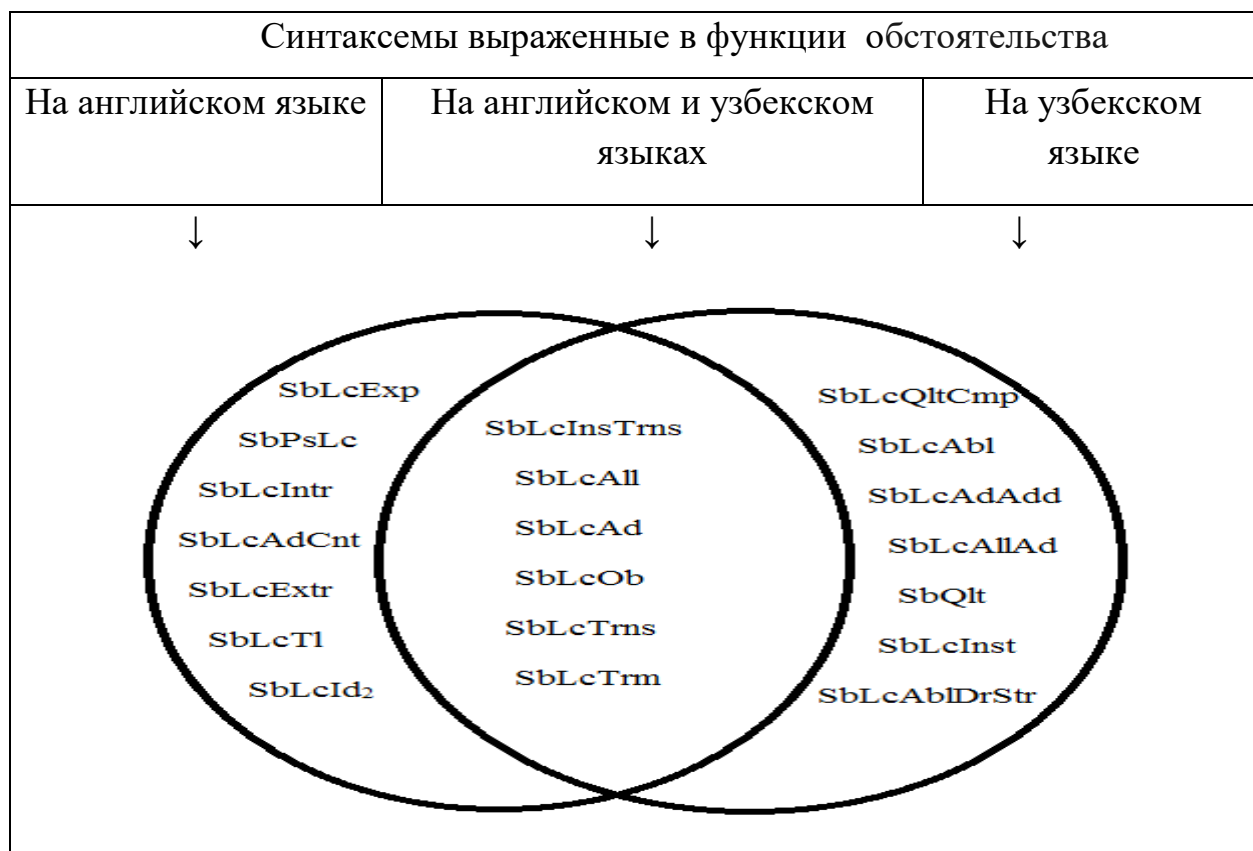 Синтаксемы выраженные в функции обстоятельства
На английском языке
На английском и узбекском
языках
На узбекском
языке
↓ ↓ ↓
SbLcExp
SbPsLc
SbLcIntr
SbLcAdCnt
SbLcExtr
SbLcTl
SbLcId₂
SbLcInsTrns
SbLcAll
SbLcAd
SbLcOb
SbLcTrns
SbLcTrm
SbLcQltCmp
SbLcAbl
SbLcAdAdd
SbLcAllAd
SbQlt
SbLcInst
SbLcAblDrStr